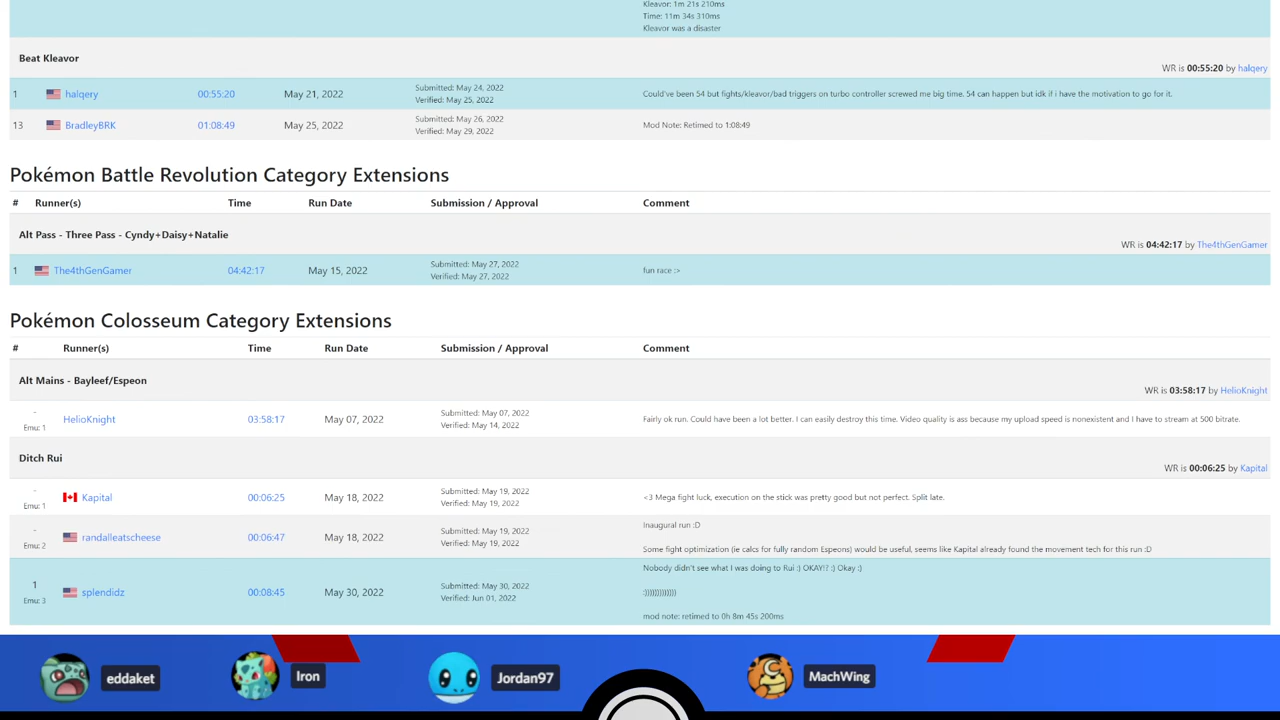 Kleavor: 1m 21s 210ms
Time: 11m 34s 310ms
Kleavor was a disaster
Beat Kleavor
WR is 00:55:20 by halqery
1 halqery 00:55:20 May 21, 2022 Submitted: May 24, 2022 Could've been 54 but fights/kleavor/bad triggers on turbo controller screwed me big time. 54 can happen but idk if i have the motivation to go for it.
Verified: May 25, 2022
13 BradleyBRK 01:08:49 May 25, 2022 Submitted: May 26, 2022 Mod Note: Retimed to 1:08:49
Verified: May 29, 2022
Pokémon Battle Revolution Category Extensions
# Runner(s) Time Run Date Submission / Approval Comment
Alt Pass - Three Pass - Cyndy+Daisy+Natalie
WR is 04:42:17 by The4thGenGamer
1 The4thGenGamer 04:42:17 May 15, 2022 Submitted: May 27, 2022 fun race :>
Verified: May 27, 2022
Pokémon Colosseum Category Extensions
# Runner(s) Time Run Date Submission / Approval Comment
Alt Mains - Bayleef/Espeon
WR is 03:58:17 by HelioKnight
- HelioKnight 03:58:17 May 07, 2022 Submitted: May 07, 2022 Fairly ok run. Could have been a lot better. I can easily destroy this time. Video quality is ass because my upload speed is nonexistent and I have to stream at 500 bitrate.
Emu: 1 Verified: May 14, 2022
Ditch Rui
WR is 00:06:25 by Kapital
- Kapital 00:06:25 May 18, 2022 Submitted: May 19, 2022 <3 Mega fight luck, execution on the stick was pretty good but not perfect. Split late.
Emu: 1 Verified: May 19, 2022
- randalleatscheese 00:06:47 May 18, 2022 Submitted: May 19, 2022 Inaugural run :D
Emu: 2 Verified: May 19, 2022 Some fight optimization (ie calcs for fully random Espeons) would be useful, seems like Kapital already found the movement tech for this run :D
Nobody didn't see what I was doing to Rui :) OKAY!? :) Okay :)
1 splendidz 00:08:45 May 30, 2022 Submitted: May 30, 2022 :)))))))))))))
Emu: 3 Verified: Jun 01, 2022
mod note: retimed to 0h 8m 45s 200ms
eddaket Iron Jordan97 MachWing